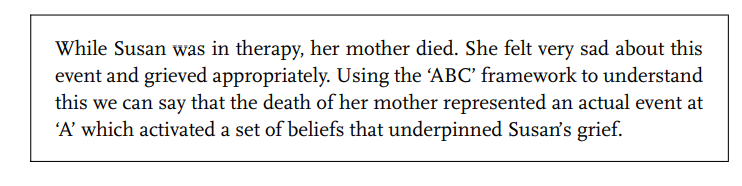 While Susan was in therapy, her mother died. She felt very sad about this
event and grieved appropriately. Using the ‘ABC’ framework to understand
this we can say that the death of her mother represented an actual event at
‘A’ which activated a set of beliefs that underpinned Susan’s grief.